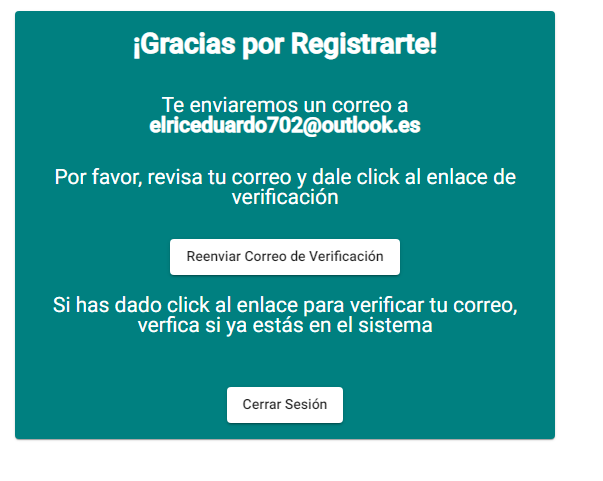 ¡Gracias por Registrarte!
Te enviaremos un correo a
elriceduardo702@outlook.es
Por favor, revisa tu correo y dale click al enlace de
verificación
Reenviar Correo de Verificación
Si has dado click al enlace para verificar tu correo,
verfica si ya estás en el sistema
Cerrar Sesión